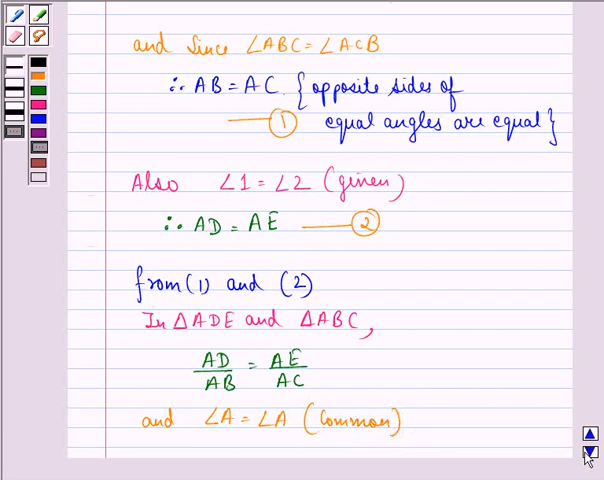 and Since ∠ABC = ∠ACB
∴ AB = AC. {opposite sides of
① equal angles are equal}
Also ∠1 = ∠2 (given)
∴ AD = AE —— ②
from (1) and (2)
In ΔADE and ΔABC,
AD/AB = AE/AC
and ∠A = ∠A (Common)